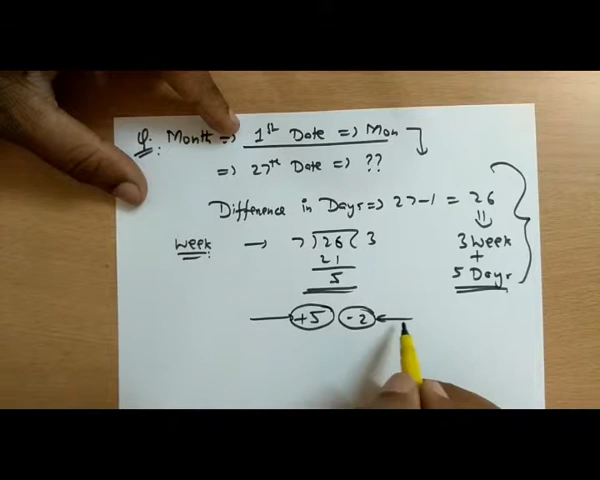 Q: Month => 1st Date => Mon
=> 27th Date => ??
Difference in Days => 27-1 = 26
Week → 7)26(3
3 Week
21
+
5
5 Days
+5 -2